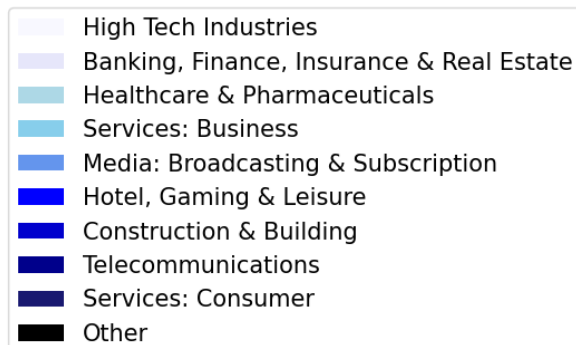 High Tech Industries
Banking, Finance, Insurance & Real Estate
Healthcare & Pharmaceuticals
Services: Business
Media: Broadcasting & Subscription
Hotel, Gaming & Leisure
Construction & Building
Telecommunications
Services: Consumer
Other